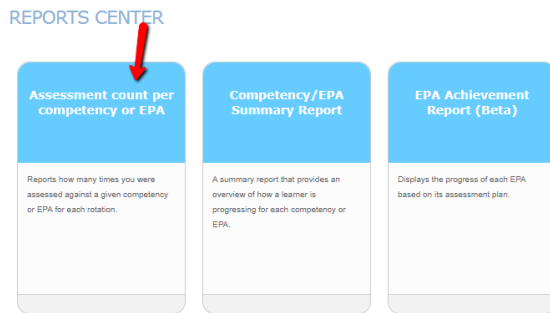 REPORTS CENTER
Assessment count per
competency or EPA
Reports how many times you were
assessed against a given competency
or EPA for each rotation.
Competency/EPA
Summary Report
A summary report that provides an
overview of how a learner is
progressing for each competency or
EPA.
EPA Achievement
Report (Beta)
Displays the progress of each EPA
based on its assessment plan.